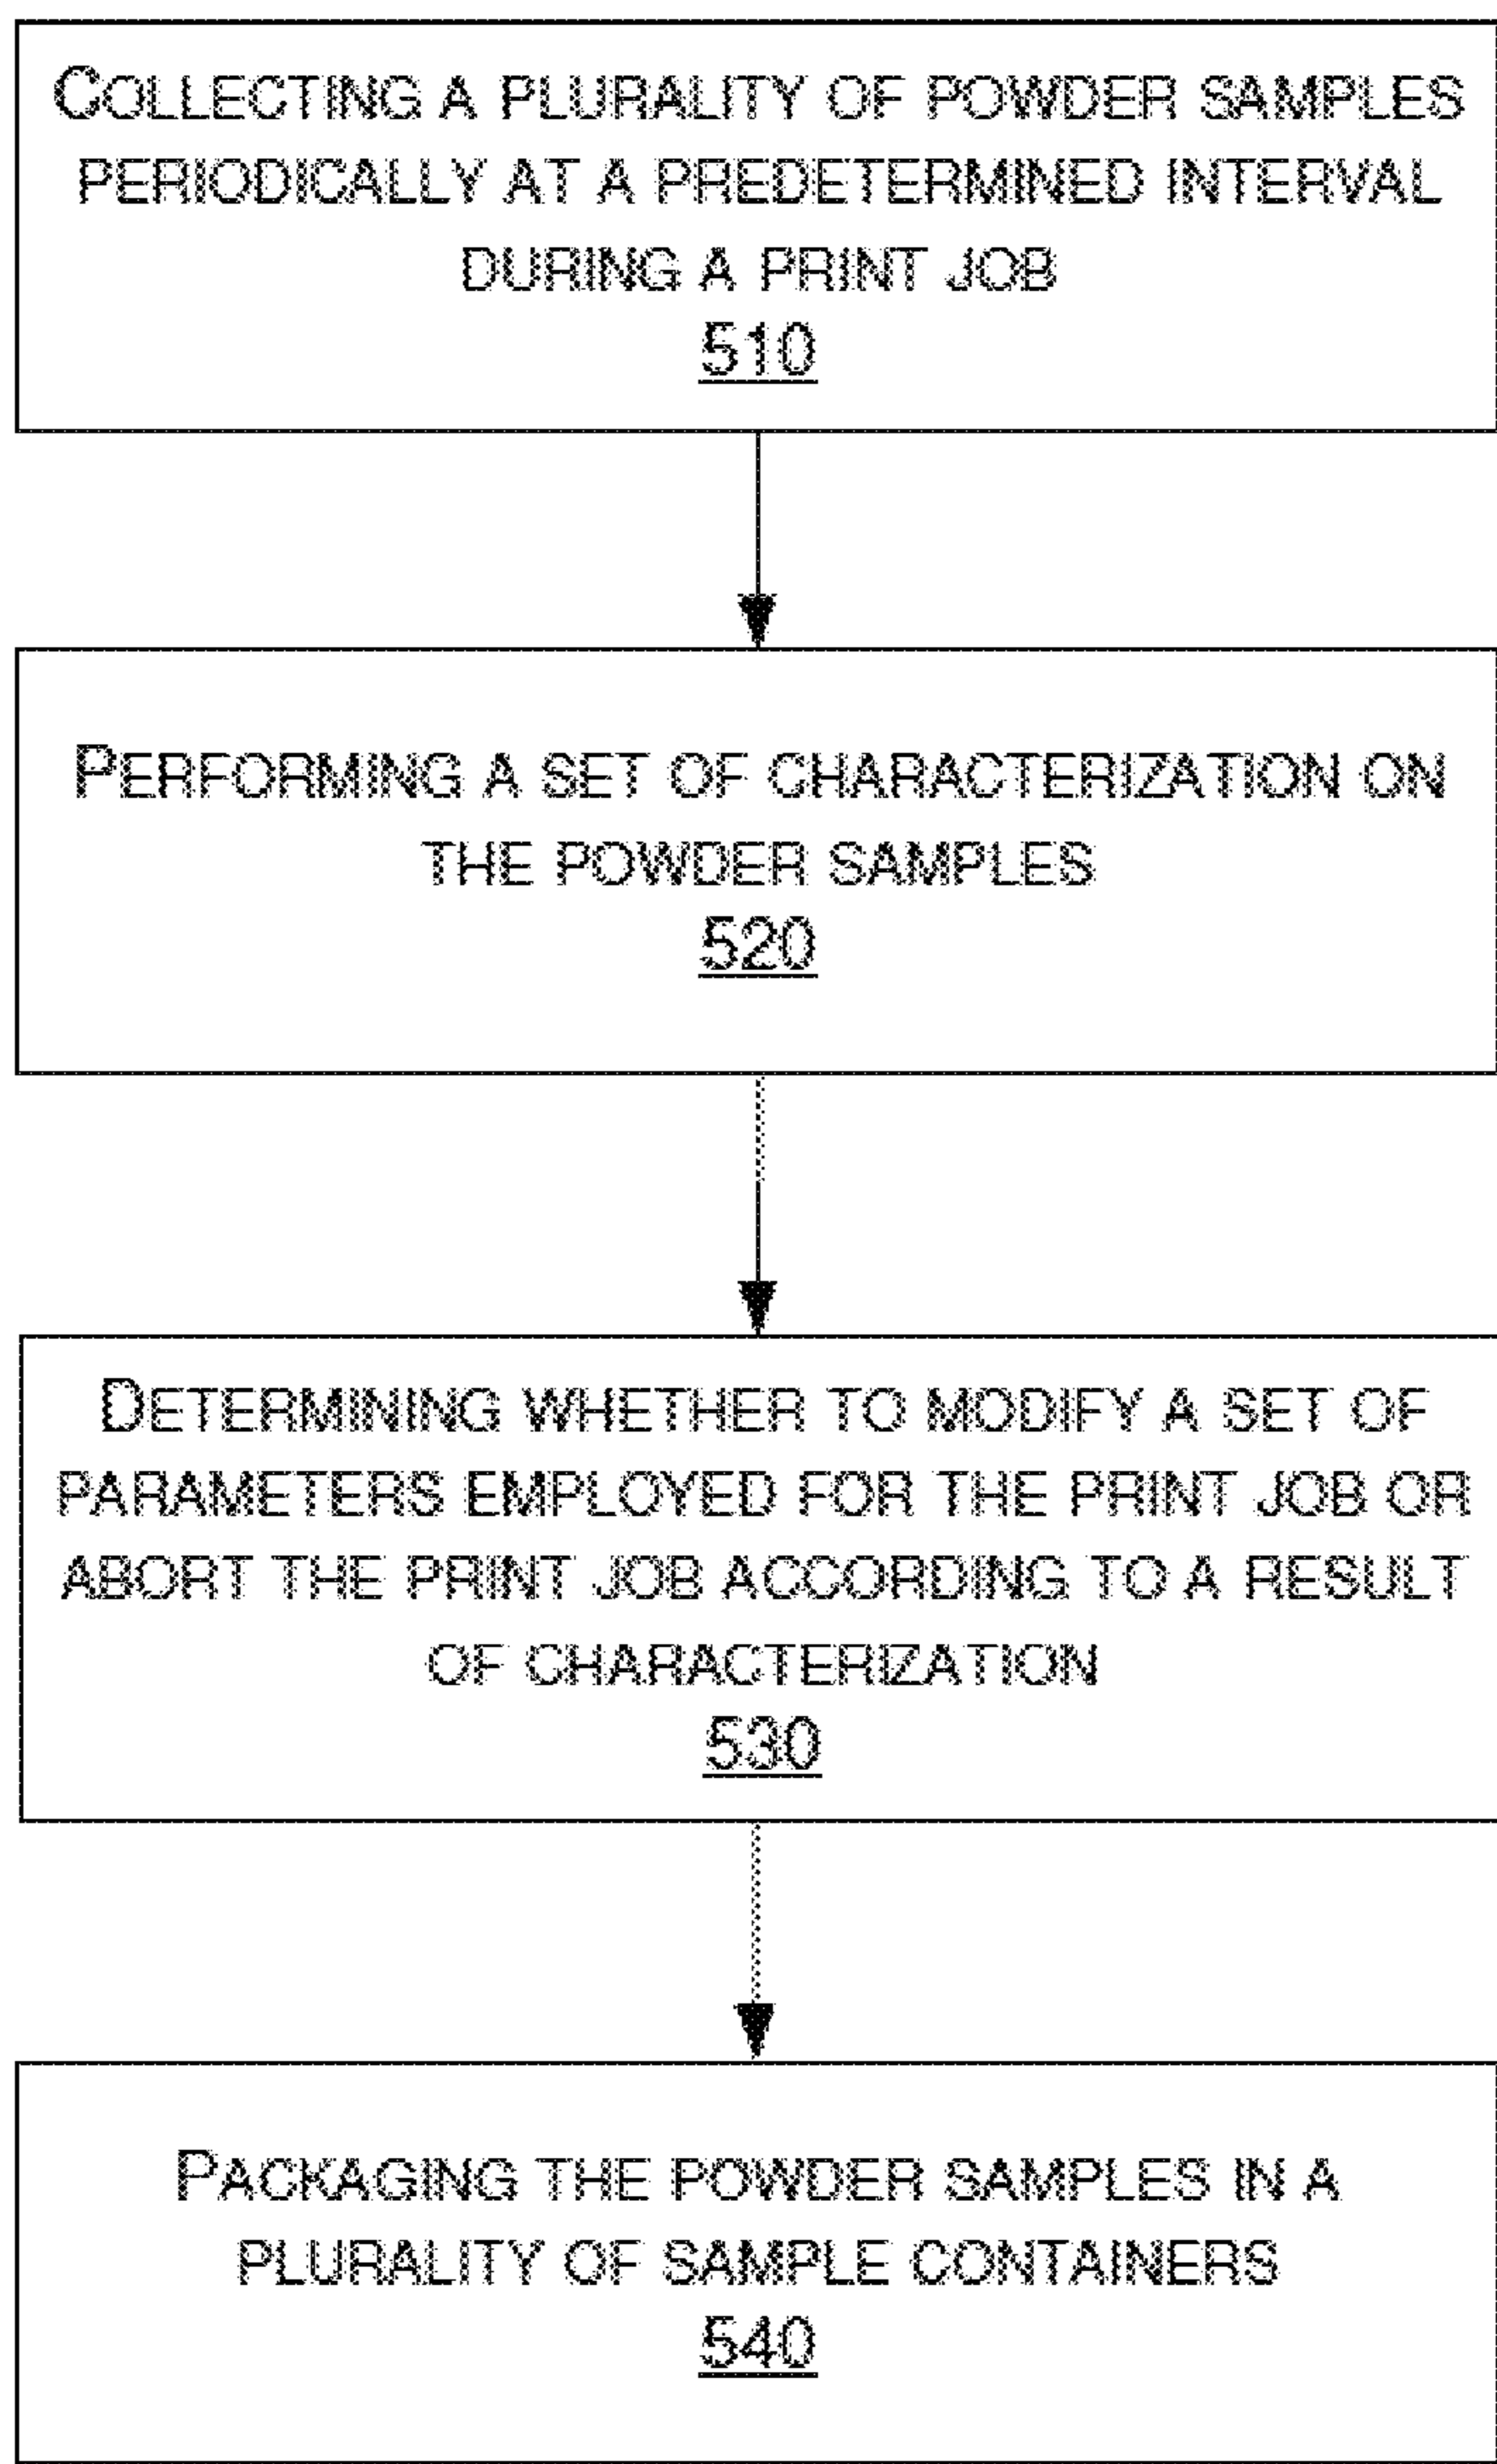 COLLECTING A PLURALITY OF POWDER SAMPLES
PERIODICALLY AT A PREDETERMINED INTERVAL
DURING A PRINT JOB
510
PERFORMING A SET OF CHARACTERIZATION ON
THE POWDER SAMPLES
520
DETERMINING WHETHER TO MODIFY A SET OF
PARAMETERS EMPLOYED FOR THE PRINT JOB OR
ABORT THE PRINT JOB ACCORDING TO A RESULT
OF CHARACTERIZATION
530
PACKAGING THE POWDER SAMPLES IN A
PLURALITY OF SAMPLE CONTAINERS
540